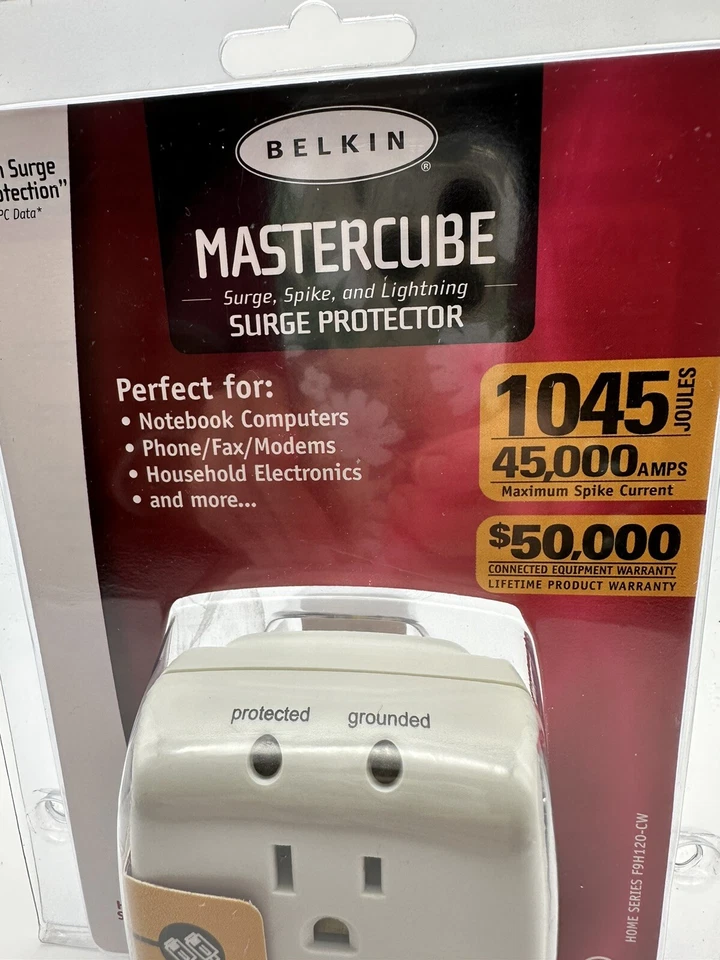 Surge
PC Data*
BELKIN®
MASTERCUBE
Surge, Spike, and Lightning
SURGE PROTECTOR
Perfect for:
• Notebook Computers
• Phone/Fax/Modems
• Household Electronics
• and more...
1045 JOULES
45,000 AMPS
Maximum Spike Current
$50,000
CONNECTED EQUIPMENT WARRANTY
LIFETIME PRODUCT WARRANTY
protected grounded
HOME SERIES F9H120-CW